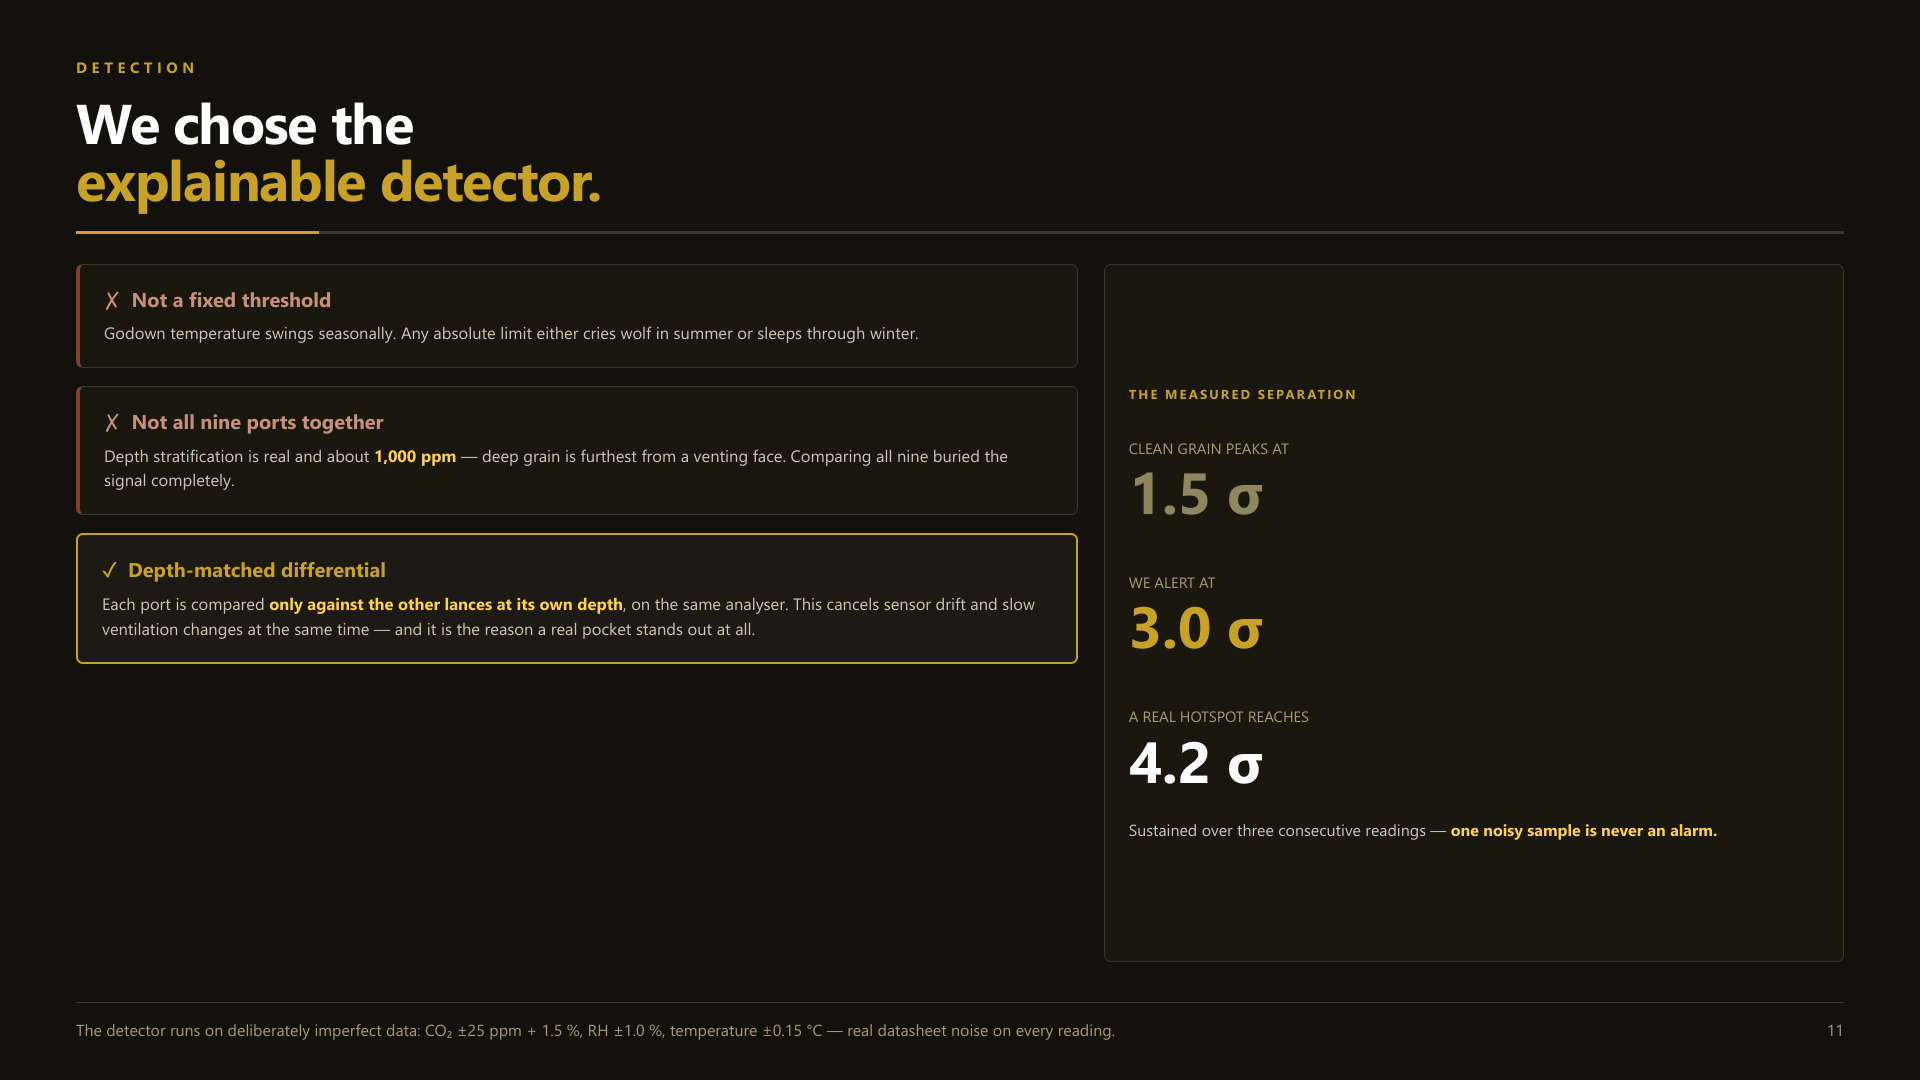 DETECTION
We chose the
explainable detector.
✗ Not a fixed threshold
Godown temperature swings seasonally. Any absolute limit either cries wolf in summer or sleeps through winter.
✗ Not all nine ports together
Depth stratification is real and about 1,000 ppm — deep grain is furthest from a venting face. Comparing all nine buried the
signal completely.
✓ Depth-matched differential
Each port is compared only against the other lances at its own depth, on the same analyser. This cancels sensor drift and slow
ventilation changes at the same time — and it is the reason a real pocket stands out at all.
THE MEASURED SEPARATION
CLEAN GRAIN PEAKS AT
1.5 σ
WE ALERT AT
3.0 σ
A REAL HOTSPOT REACHES
4.2 σ
Sustained over three consecutive readings — one noisy sample is never an alarm.
The detector runs on deliberately imperfect data: CO₂ ±25 ppm + 1.5 %, RH ±1.0 %, temperature ±0.15 °C — real datasheet noise on every reading.
11